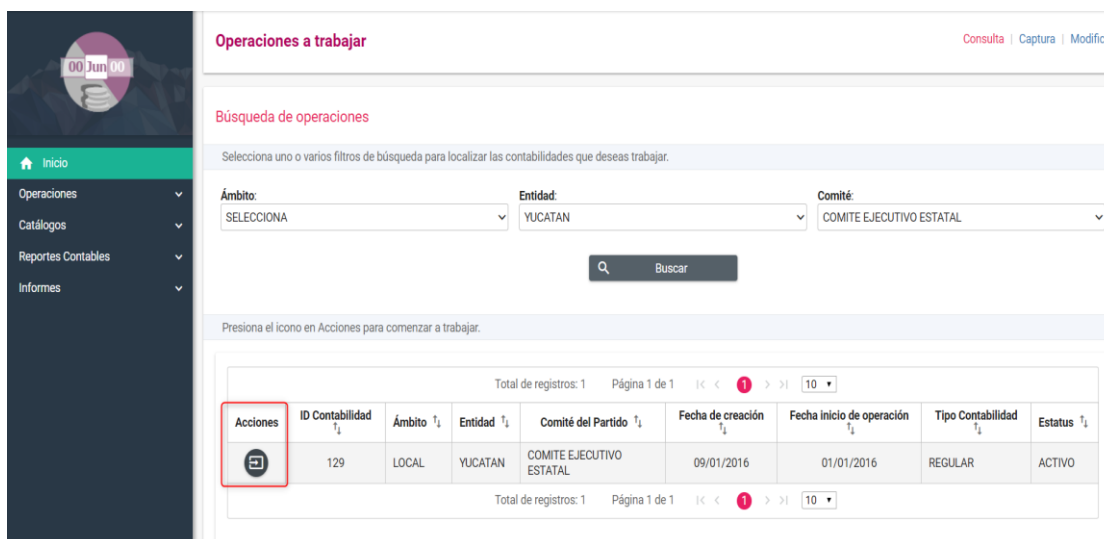 00 Jun 00
Operaciones a trabajar
Consulta | Captura | Modific
Búsqueda de operaciones
Inicio
Operaciones
Catálogos
Reportes Contables
Informes
Selecciona uno o varios filtros de búsqueda para localizar las contabilidades que deseas trabajar.
Ámbito: Entidad: Comité:
SELECCIONA YUCATAN COMITE EJECUTIVO ESTATAL
Buscar
Presiona el icono en Acciones para comenzar a trabajar.
Total de registros: 1 Página 1 de 1 |< < 1 > >| 10
Acciones ID Contabilidad Ámbito Entidad Comité del Partido Fecha de creación Fecha inicio de operación Tipo Contabilidad Estatus
129 LOCAL YUCATAN COMITE EJECUTIVO ESTATAL 09/01/2016 01/01/2016 REGULAR ACTIVO
Total de registros: 1 Página 1 de 1 |< < 1 > >| 10